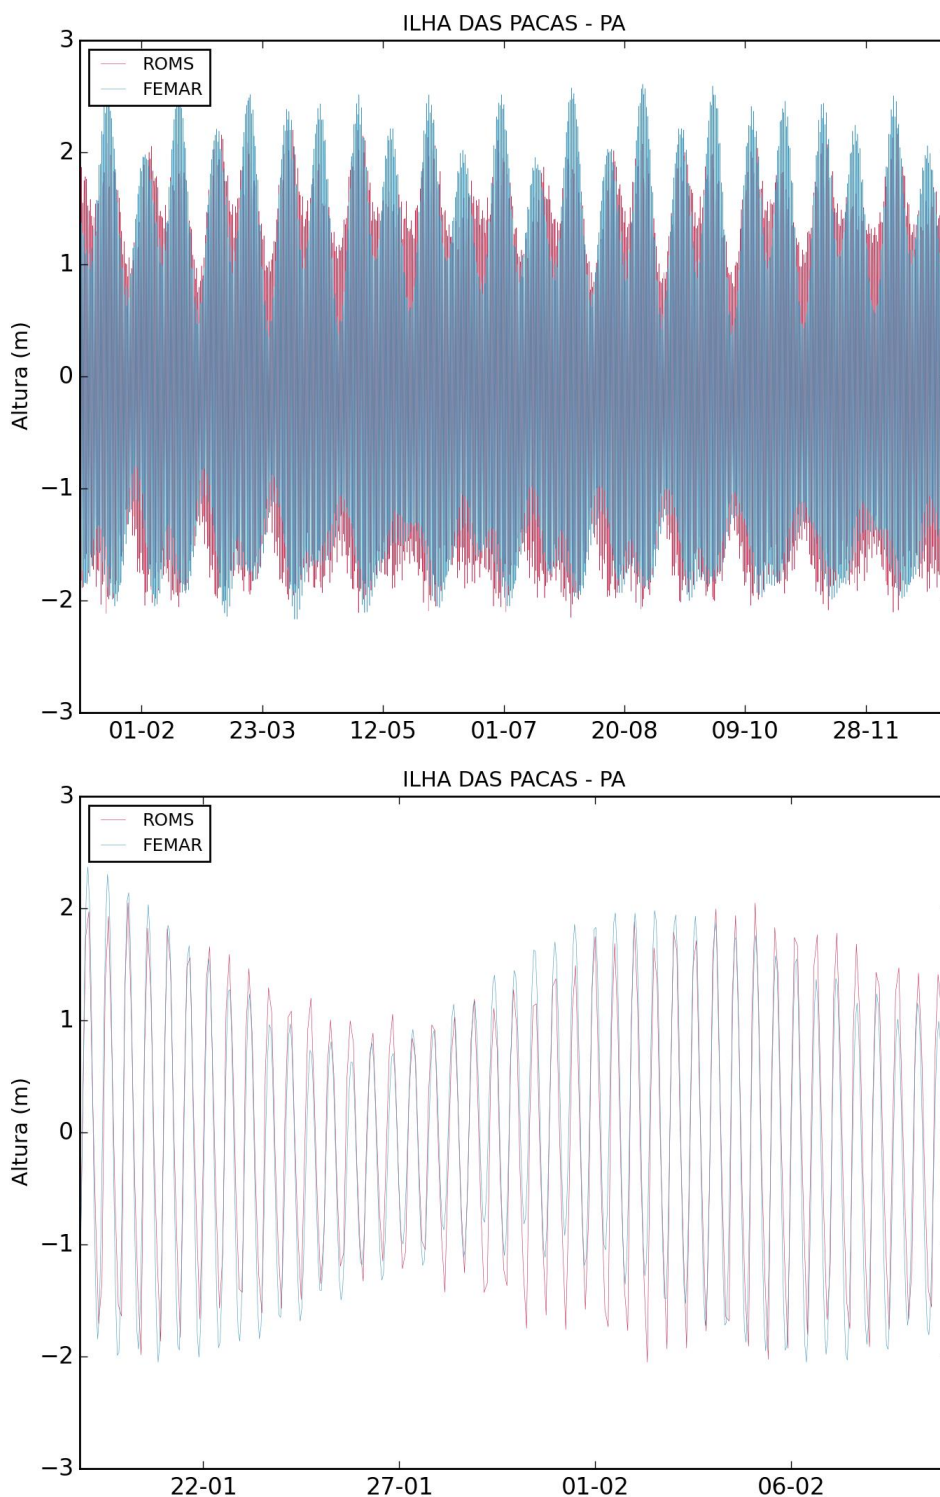 ILHA DAS PACAS - PA
3
ROMS
FEMAR
2
1
0
−1
−2
−3
Altura (m)
01-02 23-03 12-05 01-07 20-08 09-10 28-11
ILHA DAS PACAS - PA
3
ROMS
FEMAR
2
1
0
−1
−2
−3
Altura (m)
22-01 27-01 01-02 06-02